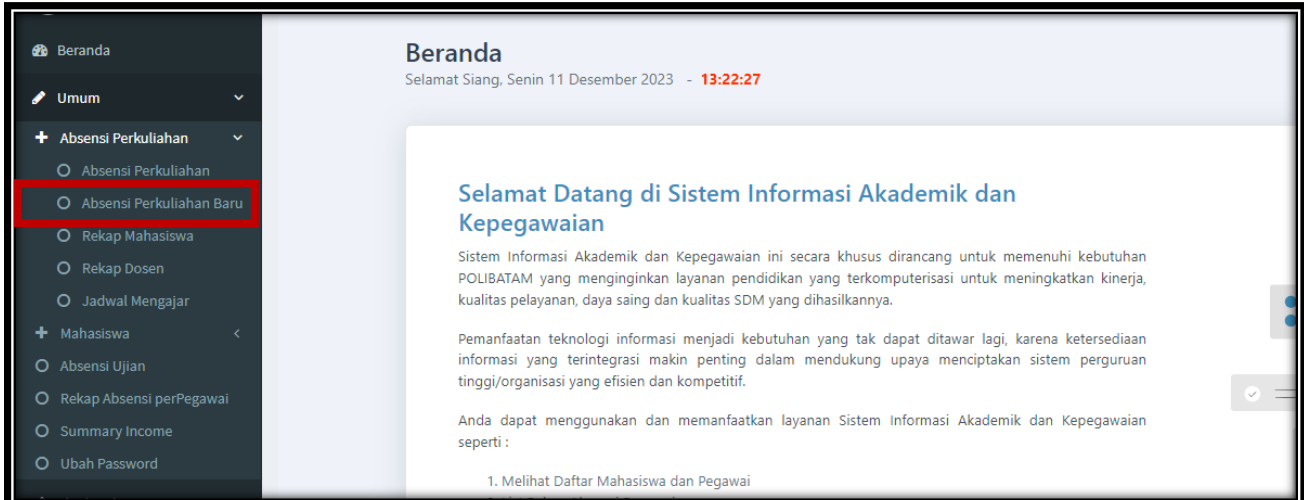 Beranda
Umum
Absensi Perkuliahan
Absensi Perkuliahan
Absensi Perkuliahan Baru
Rekap Mahasiswa
Rekap Dosen
Jadwal Mengajar
Mahasiswa
Absensi Ujian
Rekap Absensi perPegawai
Summary Income
Ubah Password
Beranda
Selamat Siang, Senin 11 Desember 2023 - 13:22:27
Selamat Datang di Sistem Informasi Akademik dan
Kepegawaian
Sistem Informasi Akademik dan Kepegawaian ini secara khusus dirancang untuk memenuhi kebutuhan
POLIBATAM yang menginginkan layanan pendidikan yang terkomputerisasi untuk meningkatkan kinerja,
kualitas pelayanan, daya saing dan kualitas SDM yang dihasilkannya.
Pemanfaatan teknologi informasi menjadi kebutuhan yang tak dapat ditawar lagi, karena ketersediaan
informasi yang terintegrasi makin penting dalam mendukung upaya menciptakan sistem perguruan
tinggi/organisasi yang efisien dan kompetitif.
Anda dapat menggunakan dan memanfaatkan layanan Sistem Informasi Akademik dan Kepegawaian
seperti :
1. Melihat Daftar Mahasiswa dan Pegawai